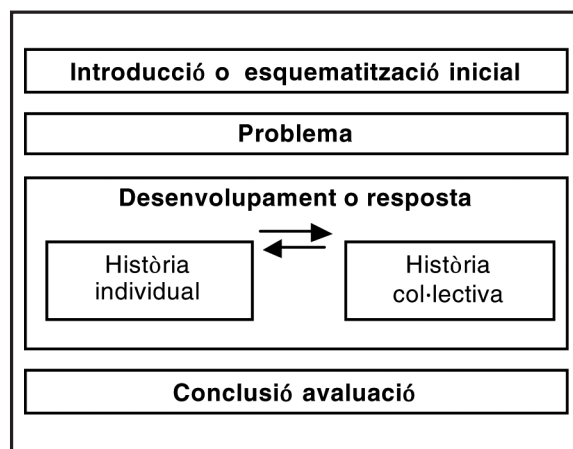 Introducció o esquematització inicial
Problema
Desenvolupament o resposta
Història
individual
Història
col·lectiva
Conclusió avaluació